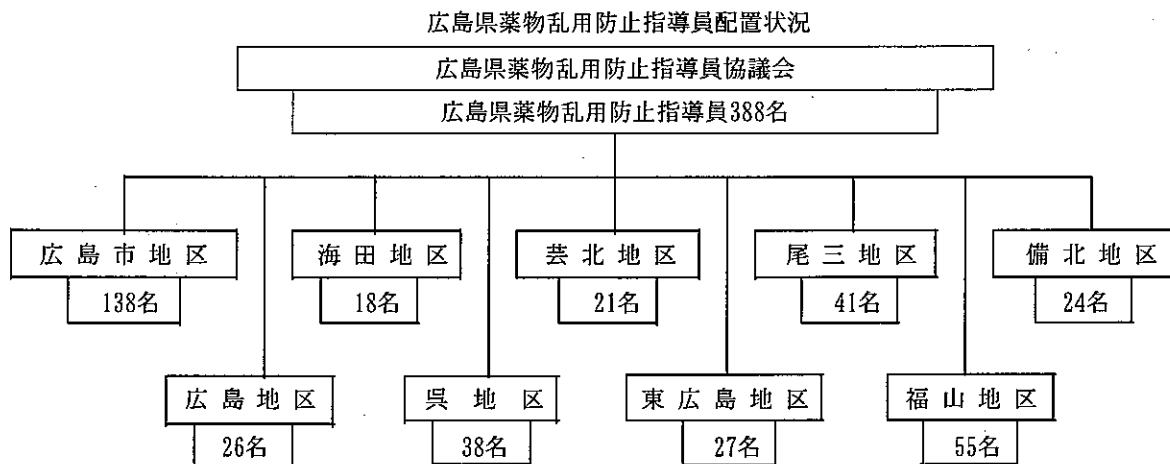 広島県薬物乱用防止指導員配置状況
広島県薬物乱用防止指導員協議会
広島県薬物乱用防止指導員388名
広島市地区
138名
海田地区
18名
芸北地区
21名
尾三地区
41名
備北地区
24名
広島地区
26名
呉地区
38名
東広島地区
27名
福山地区
55名